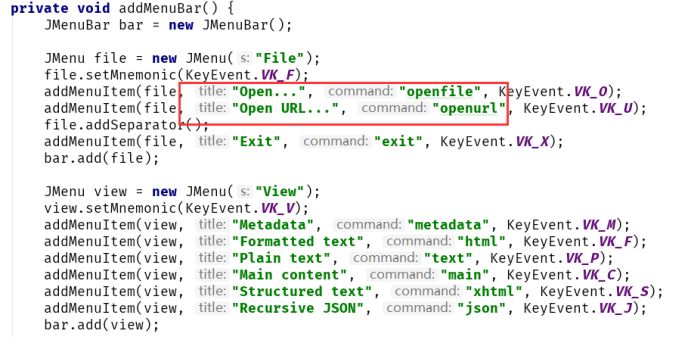 private void addMenuBar() {
JMenuBar bar = new JMenuBar();
JMenu file = new JMenu( s: "File");
file.setMnemonic(KeyEvent.VK_F);
addMenuItem(file, title: "Open...", command: "openfile", KeyEvent.VK_O);
addMenuItem(file, title: "Open URL...", command: "openurl", KeyEvent.VK_U);
file.addSeparator();
addMenuItem(file, title: "Exit", command: "exit", KeyEvent.VK_X);
bar.add(file);
JMenu view = new JMenu( s: "View");
view.setMnemonic(KeyEvent.VK_V);
addMenuItem(view, title: "Metadata", command: "metadata", KeyEvent.VK_M);
addMenuItem(view, title: "Formatted text", command: "html", KeyEvent.VK_F);
addMenuItem(view, title: "Plain text", command: "text", KeyEvent.VK_P);
addMenuItem(view, title: "Main content", command: "main", KeyEvent.VK_C);
addMenuItem(view, title: "Structured text", command: "xhtml", KeyEvent.VK_S);
addMenuItem(view, title: "Recursive JSON", command: "json", KeyEvent.VK_J);
bar.add(view);